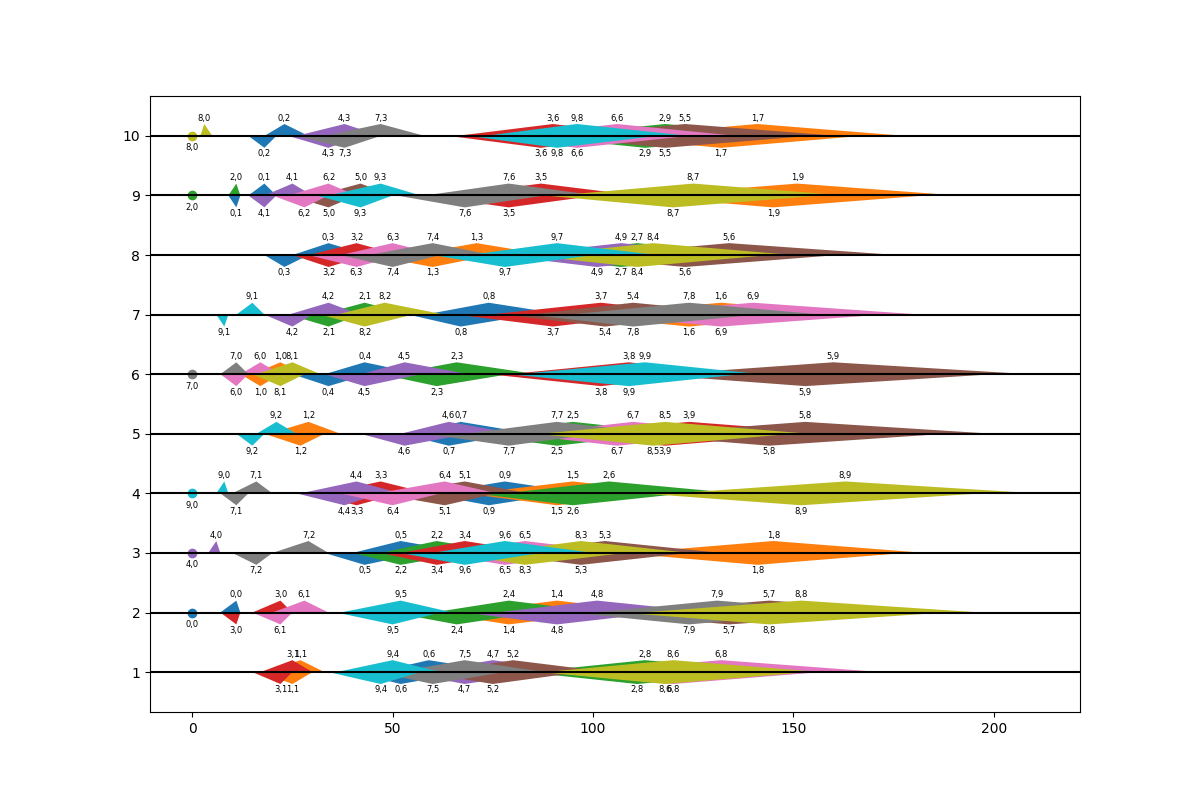 8,0 0,2 4,3 7,3 3,6 9,8 6,6 2,9 5,5 1,7
10
8,0 0,2 4,3 7,3 3,6 9,8 6,6 2,9 5,5 1,7
2,0 0,1 4,1 6,2 5,0 9,3 7,6 3,5 8,7 1,9
9
2,0 0,1 4,1 6,2 5,0 9,3 7,6 3,5 8,7 1,9
0,3 3,2 6,3 7,4 1,3 9,7 4,9 2,7 8,4 5,6
8
0,3 3,2 6,3 7,4 1,3 9,7 4,9 2,7 8,4 5,6
9,1 4,2 2,1 8,2 0,8 3,7 5,4 7,8 1,6 6,9
7
9,1 4,2 2,1 8,2 0,8 3,7 5,4 7,8 1,6 6,9
7,0 6,0 1,0 8,1 0,4 4,5 2,3 3,8 9,9 5,9
6
7,0 6,0 1,0 8,1 0,4 4,5 2,3 3,8 9,9 5,9
9,2 1,2 4,6 0,7 7,7 2,5 6,7 8,5 3,9 5,8
5
9,2 1,2 4,6 0,7 7,7 2,5 6,7 8,5 3,9 5,8
9,0 7,1 4,4 3,3 6,4 5,1 0,9 1,5 2,6 8,9
4
9,0 7,1 4,4 3,3 6,4 5,1 0,9 1,5 2,6 8,9
4,0 7,2 0,5 2,2 3,4 9,6 6,5 8,3 5,3 1,8
3
4,0 7,2 0,5 2,2 3,4 9,6 6,5 8,3 5,3 1,8
0,0 3,0 6,1 9,5 2,4 1,4 4,8 7,9 5,7 8,8
2
0,0 3,0 6,1 9,5 2,4 1,4 4,8 7,9 5,7 8,8
3,1 1,1 9,4 0,6 7,5 4,7 5,2 2,8 8,6 6,8
1
3,1 1,1 9,4 0,6 7,5 4,7 5,2 2,8 8,6 6,8
0 50 100 150 200